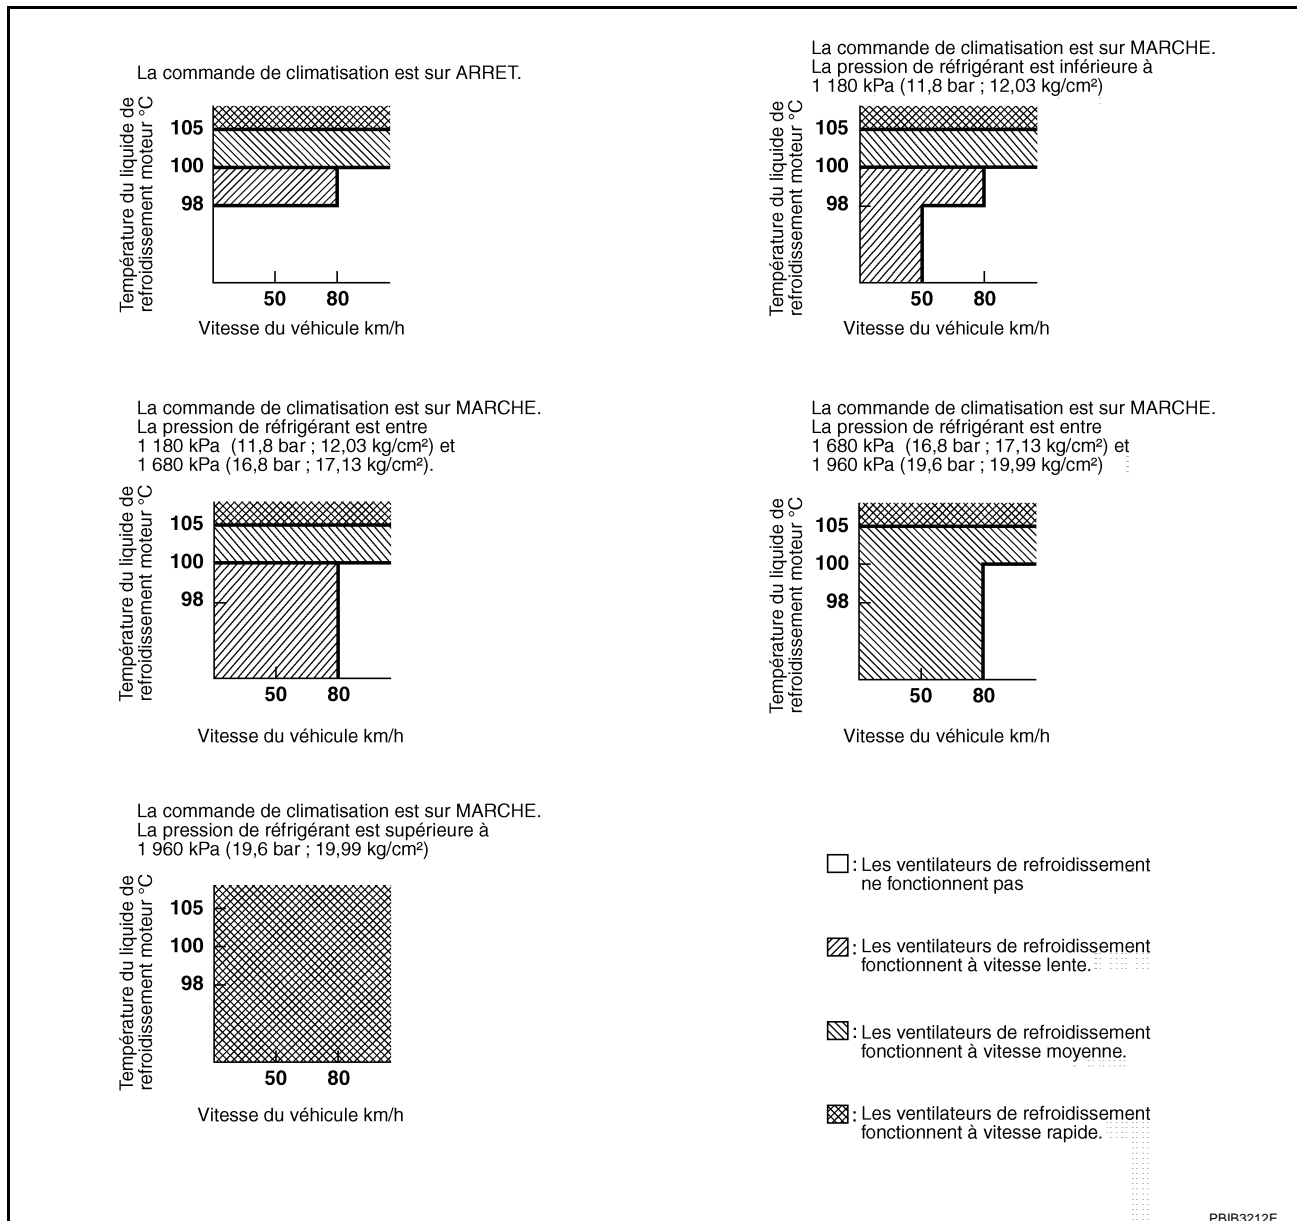 La commande de climatisation est sur ARRET.
Température du liquide de
refroidissement moteur °C
105
100
98
50
80
Vitesse du véhicule km/h
La commande de climatisation est sur MARCHE.
La pression de réfrigérant est inférieure à
1 180 kPa (11,8 bar ; 12,03 kg/cm²)
Température du liquide de
refroidissement moteur °C
105
100
98
50
80
Vitesse du véhicule km/h
La commande de climatisation est sur MARCHE.
La pression de réfrigérant est entre
1 180 kPa (11,8 bar ; 12,03 kg/cm²) et
1 680 kPa (16,8 bar ; 17,13 kg/cm²).
Température du liquide de
refroidissement moteur °C
105
100
98
50
80
Vitesse du véhicule km/h
La commande de climatisation est sur MARCHE.
La pression de réfrigérant est entre
1 680 kPa (16,8 bar ; 17,13 kg/cm²) et
1 960 kPa (19,6 bar ; 19,99 kg/cm²)
Température du liquide de
refroidissement moteur °C
105
100
98
50
80
Vitesse du véhicule km/h
La commande de climatisation est sur MARCHE.
La pression de réfrigérant est supérieure à
1 960 kPa (19,6 bar ; 19,99 kg/cm²)
Température du liquide de
refroidissement moteur °C
105
100
98
50
80
Vitesse du véhicule km/h
: Les ventilateurs de refroidissement
ne fonctionnent pas
: Les ventilateurs de refroidissement
fonctionnent à vitesse lente.
: Les ventilateurs de refroidissement
fonctionnent à vitesse moyenne.
: Les ventilateurs de refroidissement
fonctionnent à vitesse rapide.
PBIB3212E